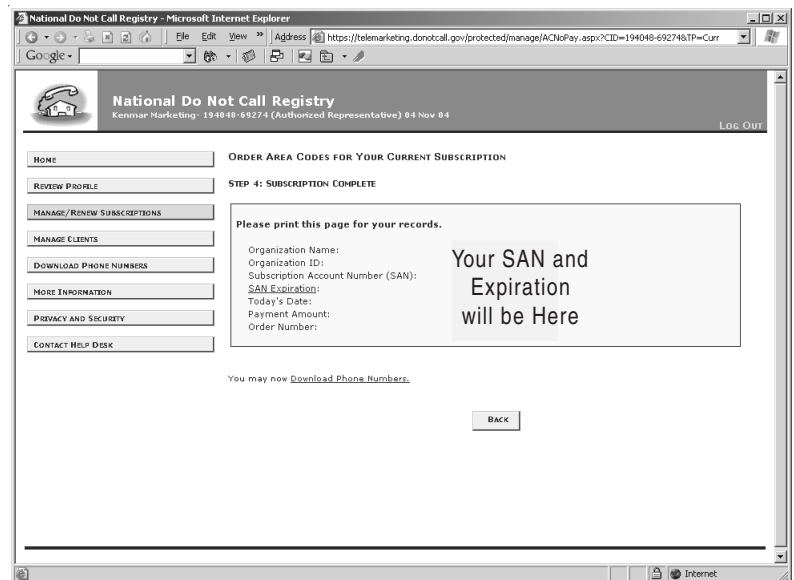 National Do Not Call Registry - Microsoft Internet Explorer
File Edit View » Address https://telemarketing.donotcall.gov/protected/manage/ACNoPay.aspx?CID=194048-69274&TP=Curr
Google
National Do Not Call Registry
Kenmar Marketing- 194048-69274 (Authorized Representative) 04 Nov 04
LOG OUT
HOME
REVIEW PROFILE
MANAGE/RENEW SUBSCRIPTIONS
MANAGE CLIENTS
DOWNLOAD PHONE NUMBERS
MORE INFORMATION
PRIVACY AND SECURITY
CONTACT HELP DESK
ORDER AREA CODES FOR YOUR CURRENT SUBSCRIPTION
STEP 4: SUBSCRIPTION COMPLETE
Please print this page for your records.
Organization Name:
Organization ID:
Subscription Account Number (SAN):
SAN Expiration:
Today's Date:
Payment Amount:
Order Number:
Your SAN and
Expiration
will be Here
You may now Download Phone Numbers.
BACK
Internet